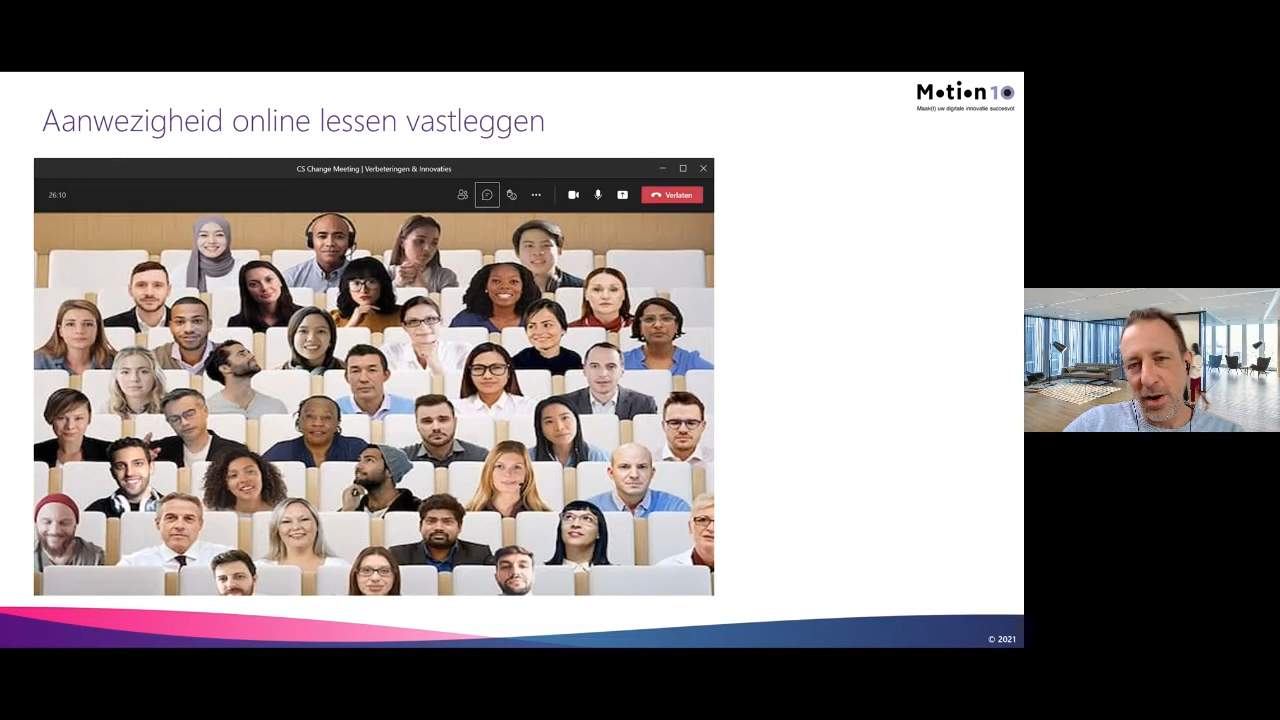 Motion10
Maak(t) uw digitale innovatie succesvol
Aanwezigheid online lessen vastleggen
CS Change Meeting | Verbeteringen & Innovaties
26:10
Verlaten
© 2021